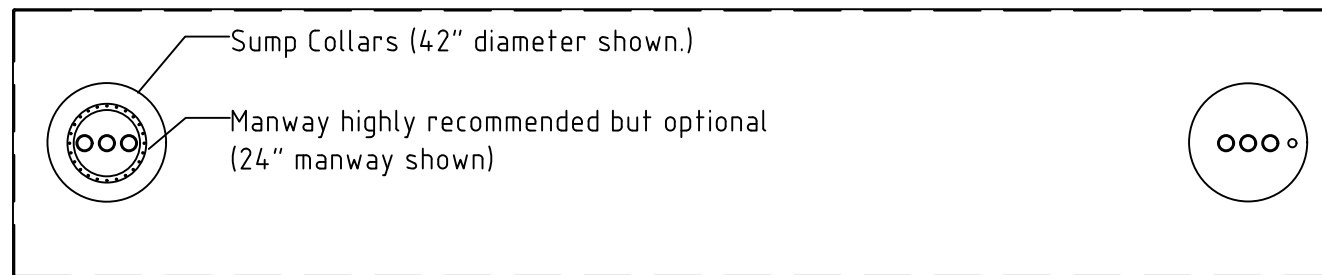 Sump Collars (42" diameter shown.)
Manway highly recommended but optional
(24" manway shown)